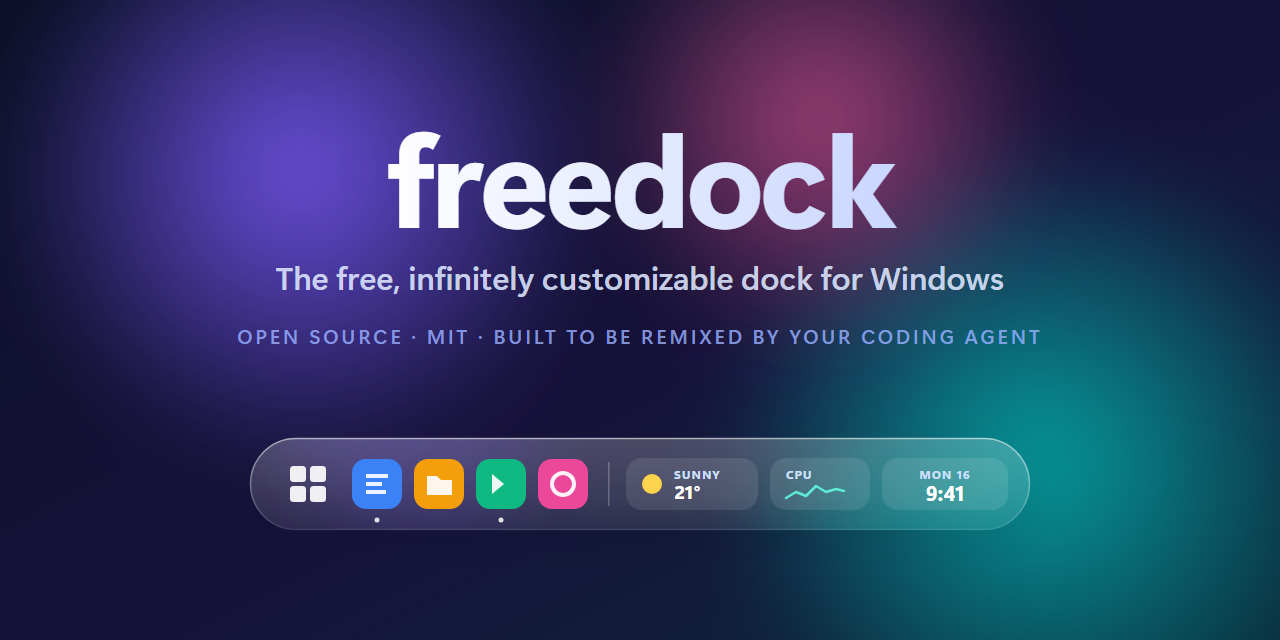 freedock
The free, infinitely customizable dock for Windows
OPEN SOURCE · MIT · BUILT TO BE REMIXED BY YOUR CODING AGENT
SUNNY
21°
CPU
MON 16
9:41